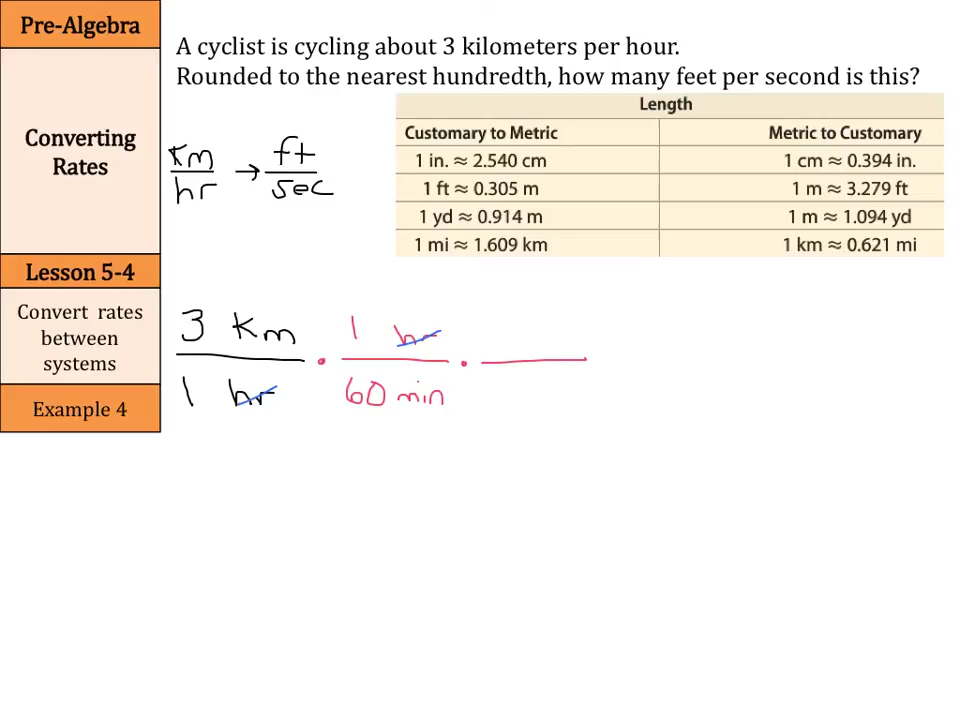 Pre-Algebra
Converting
Rates
Lesson 5-4
Convert rates
between
systems
Example 4
A cyclist is cycling about 3 kilometers per hour.
Rounded to the nearest hundredth, how many feet per second is this?
Length
Customary to Metric Metric to Customary
1 in. ≈ 2.540 cm 1 cm ≈ 0.394 in.
1 ft ≈ 0.305 m 1 m ≈ 3.279 ft
1 yd ≈ 0.914 m 1 m ≈ 1.094 yd
1 mi ≈ 1.609 km 1 km ≈ 0.621 mi
km → ft
hr sec
3 km · 1 hr ·
1 hr 60 min